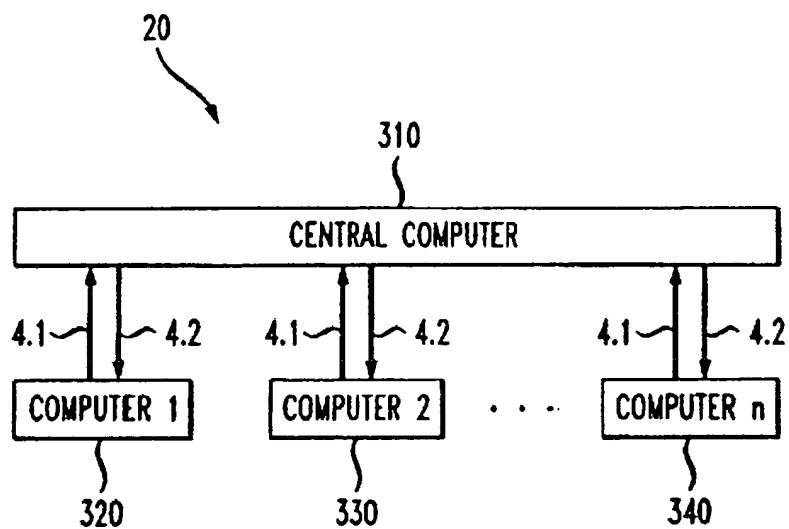 20
310
CENTRAL COMPUTER
4.1 4.2 4.1 4.2 4.1 4.2
COMPUTER 1 COMPUTER 2 . . . COMPUTER n
320 330 340